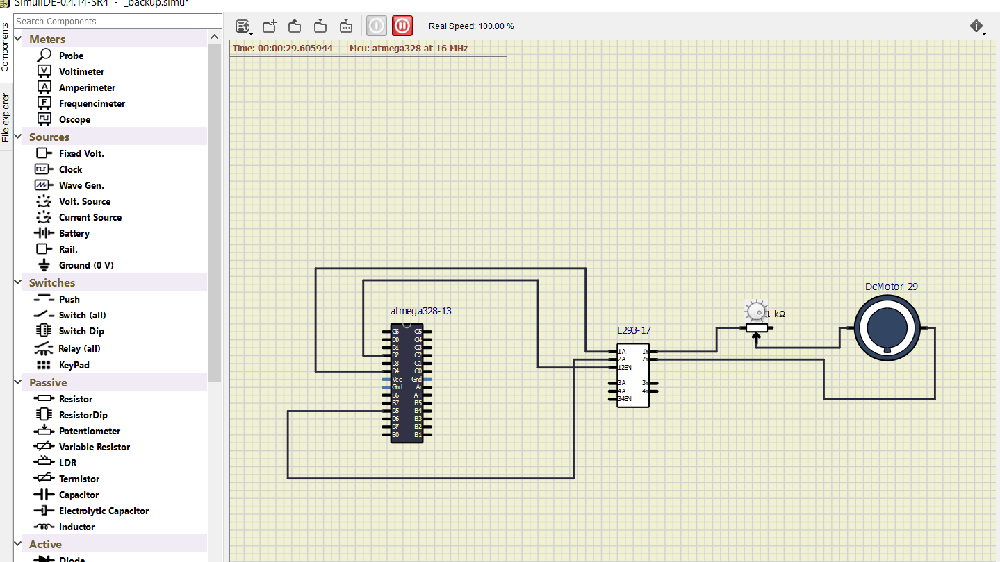 SimulIDE-0.4.14-SR4 - _backup.simu*
Components
File explorer
Search Components
Meters
Probe
Voltimeter
Amperimeter
Frequencimeter
Oscope
Sources
Fixed Volt.
Clock
Wave Gen.
Volt. Source
Current Source
Battery
Rail.
Ground (0 V)
Switches
Push
Switch (all)
Switch Dip
Relay (all)
KeyPad
Passive
Resistor
ResistorDip
Potentiometer
Variable Resistor
LDR
Termistor
Capacitor
Electrolytic Capacitor
Inductor
Active
Diode
Real Speed: 100.00 %
Time: 00:00:29.605944 Mcu: atmega328 at 16 MHz
atmega328-13
C6 C5
D0 C4
D1 C3
D2 C2
D3 C1
D4 C0
Vcc Gnd
Gnd Ar
B6 A+
B7 B5
D5 B4
D6 B3
D7 B2
B0 B1
L293-17
1A 1Y
2A 2Y
12EN
3A 3Y
4A 4Y
34EN
1 kΩ
DcMotor-29